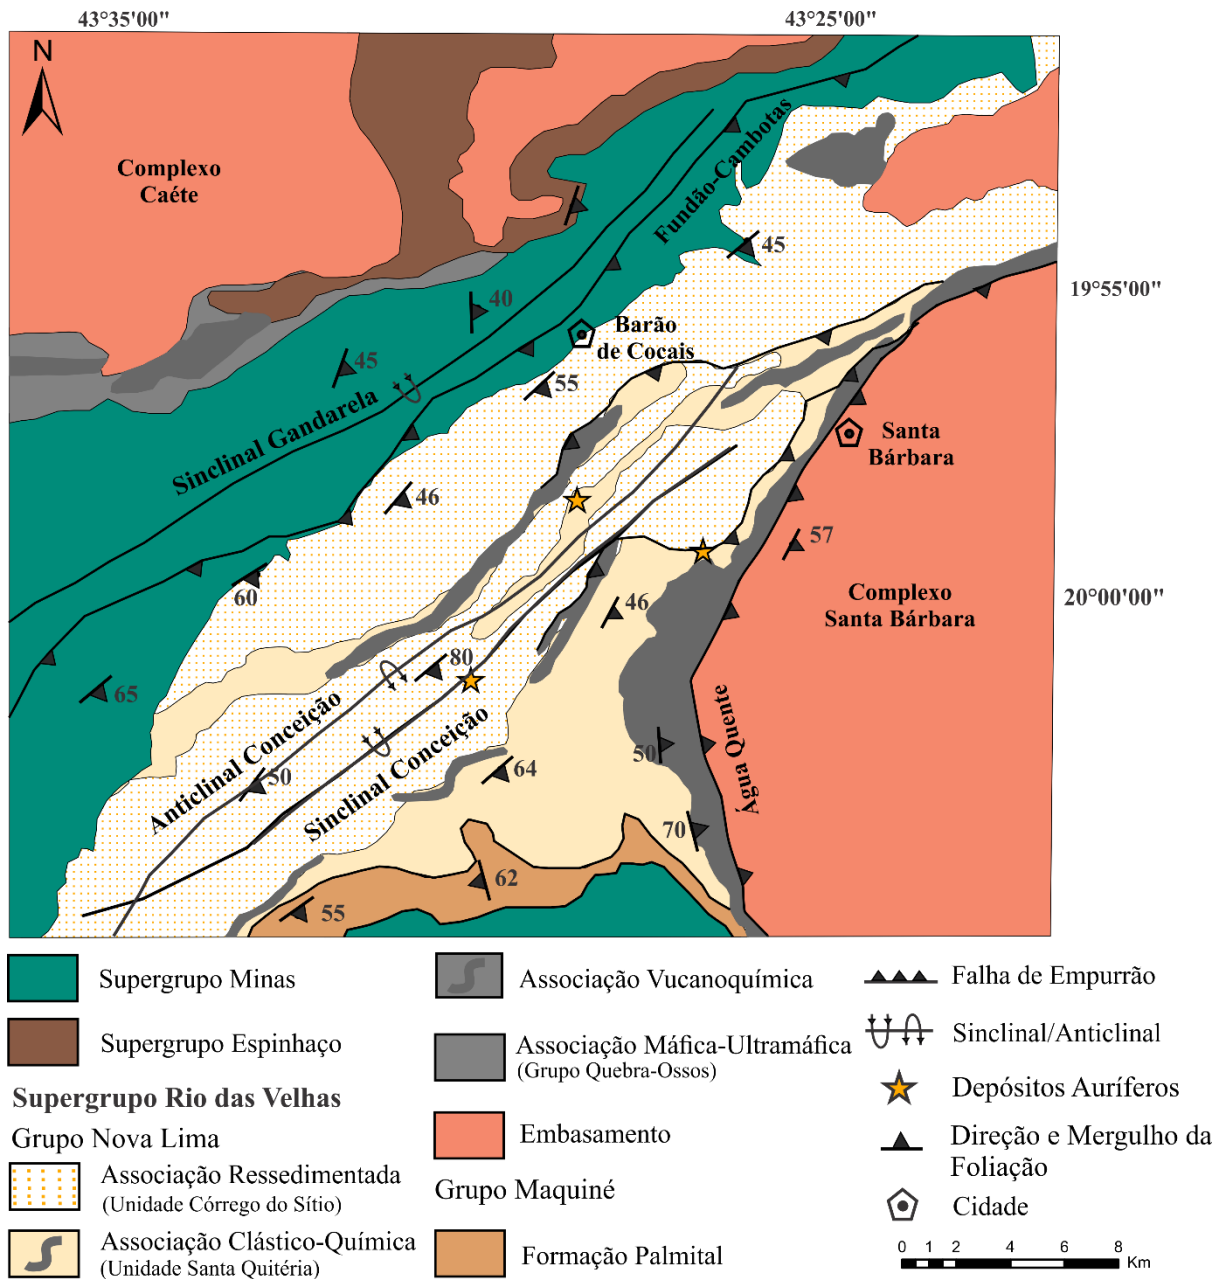 43°35'00"
43°25'00"
N
Complexo
Caéte
Fundão-Cambotas
45
19°55'00"
40
Barão
de Cocais
45
55
Sinclinal Gandarela
Santa
Bárbara
46
57
60
Complexo
Santa Bárbara
20°00'00"
46
80
65
Anticlinal Conceição
Sinclinal Conceição
Água Quente
50
50
64
70
62
55
Supergrupo Minas
Supergrupo Espinhaço
Supergrupo Rio das Velhas
Grupo Nova Lima
Associação Ressedimentada
(Unidade Córrego do Sítio)
Associação Clástico-Química
(Unidade Santa Quitéria)
Associação Vucanoquímica
Associação Máfica-Ultramáfica
(Grupo Quebra-Ossos)
Embasamento
Grupo Maquiné
Formação Palmital
Falha de Empurrão
Sinclinal/Anticlinal
Depósitos Auríferos
Direção e Mergulho da
Foliação
Cidade
0 1 2 4 6 8
Km